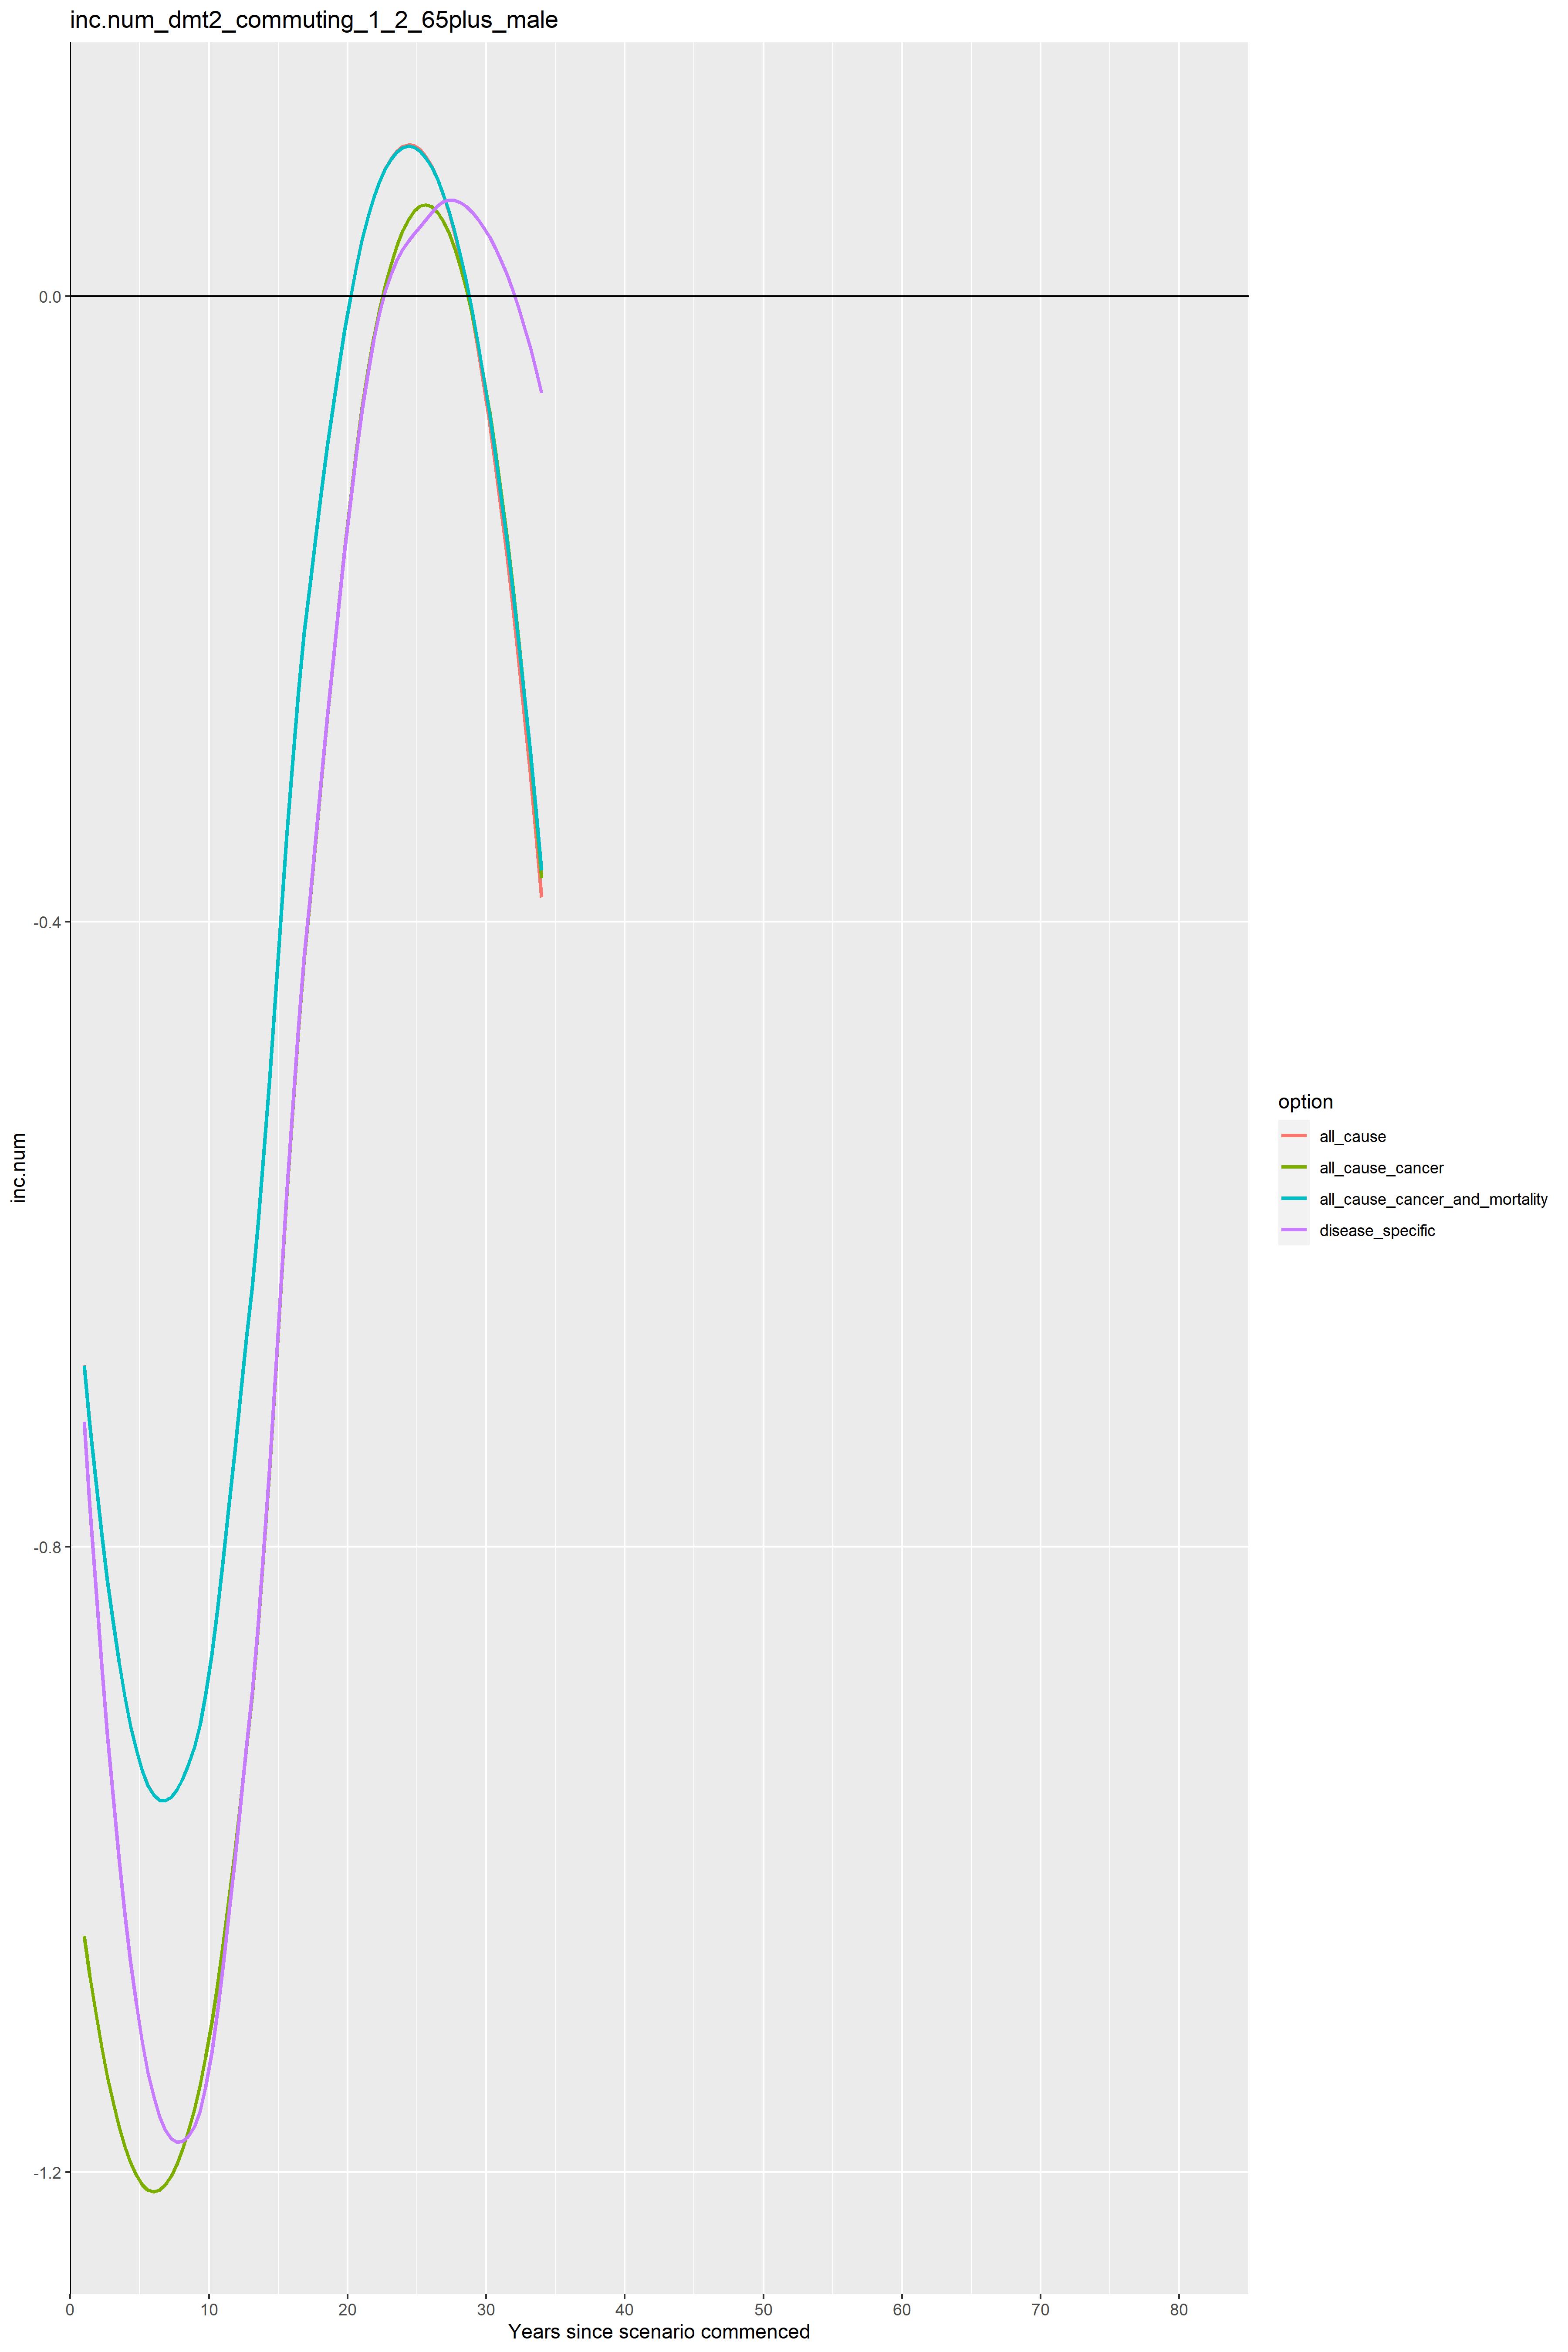 inc.num_dmt2_commuting_1_2_65plus_male
inc.num
0.0
-0.4
-0.8
-1.2
0 10 20 30 40 50 60 70 80
Years since scenario commenced
option
all_cause
all_cause_cancer
all_cause_cancer_and_mortality
disease_specific